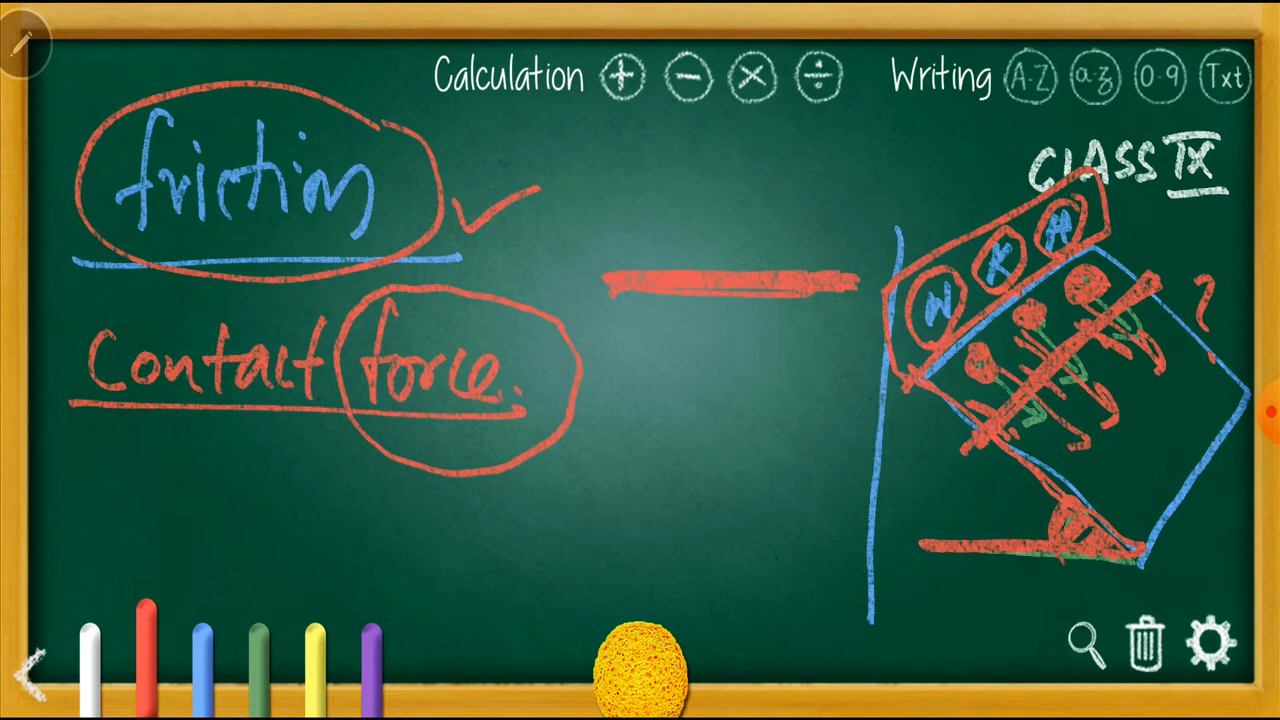 Calculation + − × ÷ Writing A-Z a-z 0-9 Txt
CLASS IX
friction
Contact force.
?